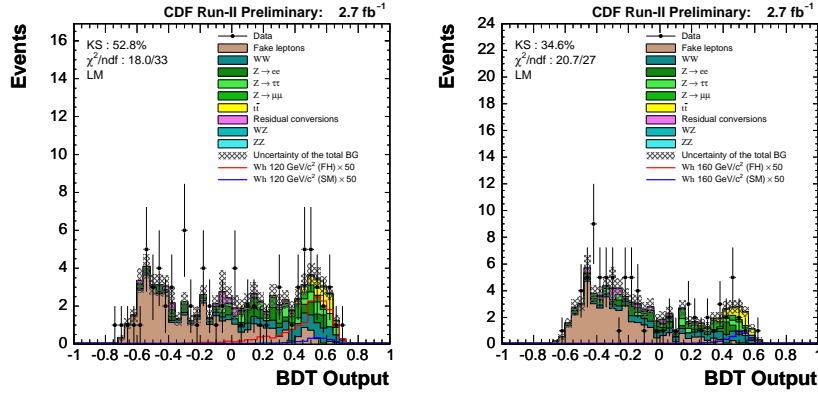 CDF Run-II Preliminary: 2.7 fb⁻¹
Events
KS : 52.8%
χ²/ndf : 18.0/33
LM
Data
Fake leptons
WW
Z→ee
Z→ττ
Z→μμ
tt̄
Residual conversions
WZ
ZZ
Uncertainty of the total BG
Wh 120 GeV/c² (FH)×50
Wh 120 GeV/c² (SM)×50
16
14
12
10
8
6
4
2
0
-1 -0.8 -0.6 -0.4 -0.2 0 0.2 0.4 0.6 0.8 1
BDT Output
CDF Run-II Preliminary: 2.7 fb⁻¹
Events
KS : 34.6%
χ²/ndf : 20.7/27
LM
Data
Fake leptons
WW
Z→ee
Z→ττ
Z→μμ
tt̄
Residual conversions
WZ
ZZ
Uncertainty of the total BG
Wh 160 GeV/c² (FH)×50
Wh 160 GeV/c² (SM)×50
24
22
20
18
16
14
12
10
8
6
4
2
0
-1 -0.8 -0.6 -0.4 -0.2 0 0.2 0.4 0.6 0.8 1
BDT Output